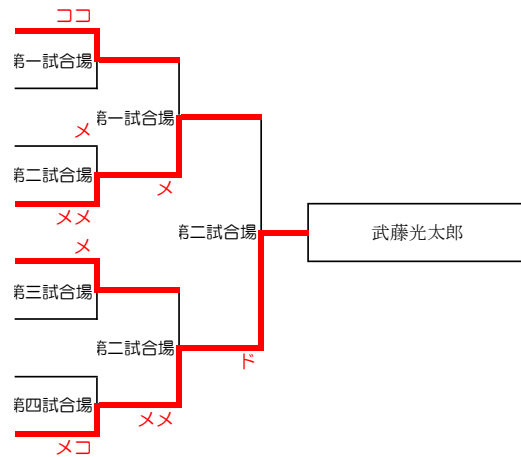 ココ
第一試合場
メ
第一試合場
第二試合場
メ
メメ
第二試合場
武藤光太郎
メ
第三試合場
第二試合場
ド
第四試合場
メメ
メコ